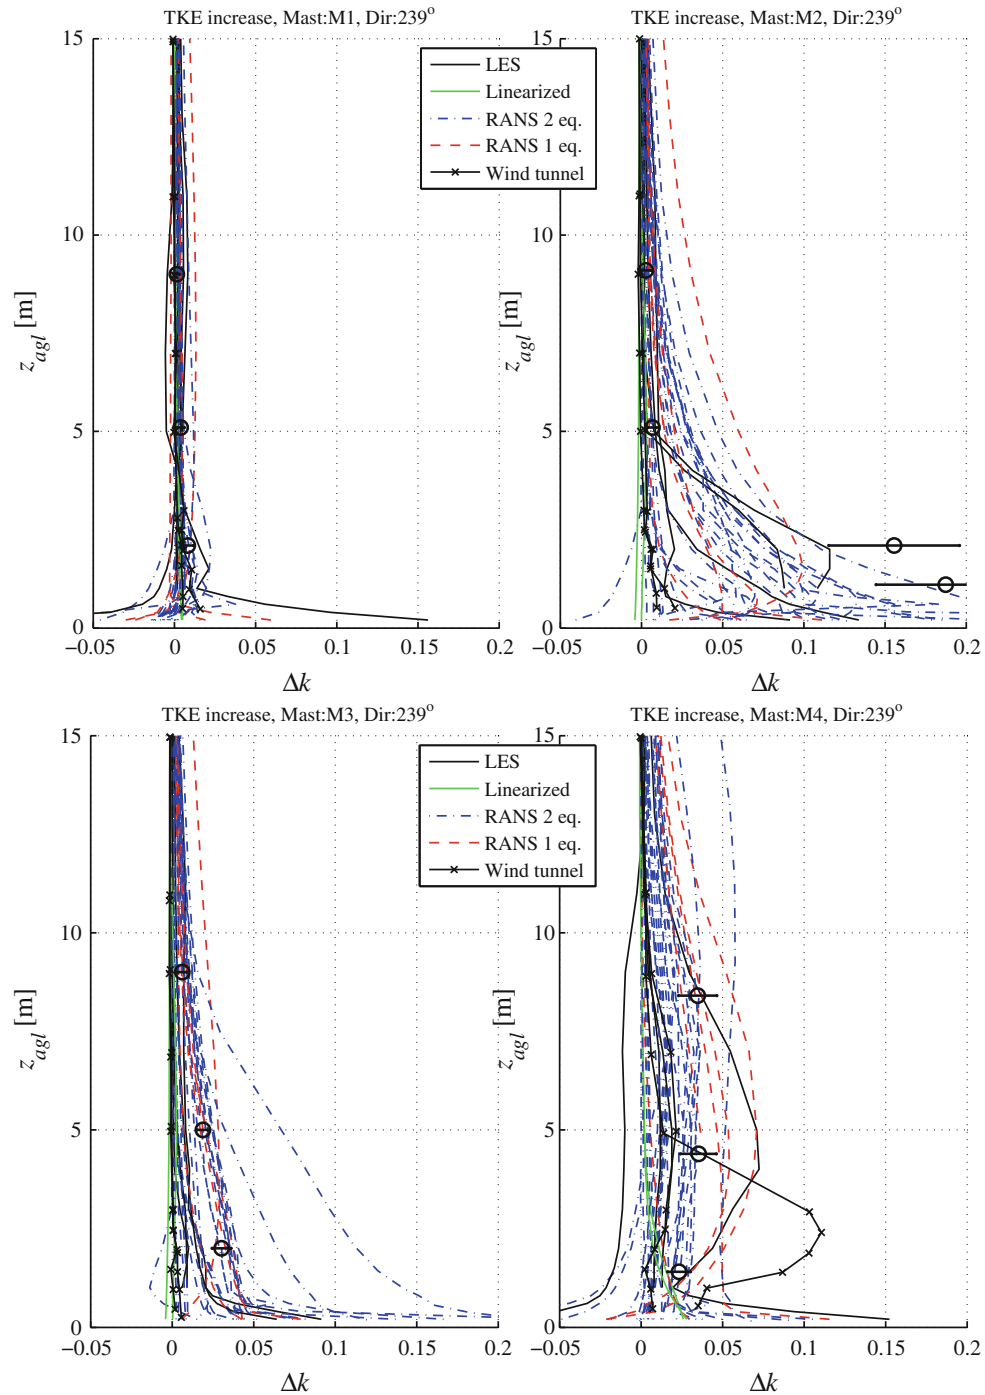 TKE increase, Mast:M1, Dir:239°
15
10
5
0
z_agl [m]
−0.05 0 0.05 0.1 0.15 0.2
Δk
TKE increase, Mast:M2, Dir:239°
15
10
5
0
z_agl [m]
−0.05 0 0.05 0.1 0.15 0.2
Δk
LES
Linearized
RANS 2 eq.
RANS 1 eq.
Wind tunnel
TKE increase, Mast:M3, Dir:239°
15
10
5
0
z_agl [m]
−0.05 0 0.05 0.1 0.15 0.2
Δk
TKE increase, Mast:M4, Dir:239°
15
10
5
0
z_agl [m]
−0.05 0 0.05 0.1 0.15 0.2
Δk
LES
Linearized
RANS 2 eq.
RANS 1 eq.
Wind tunnel